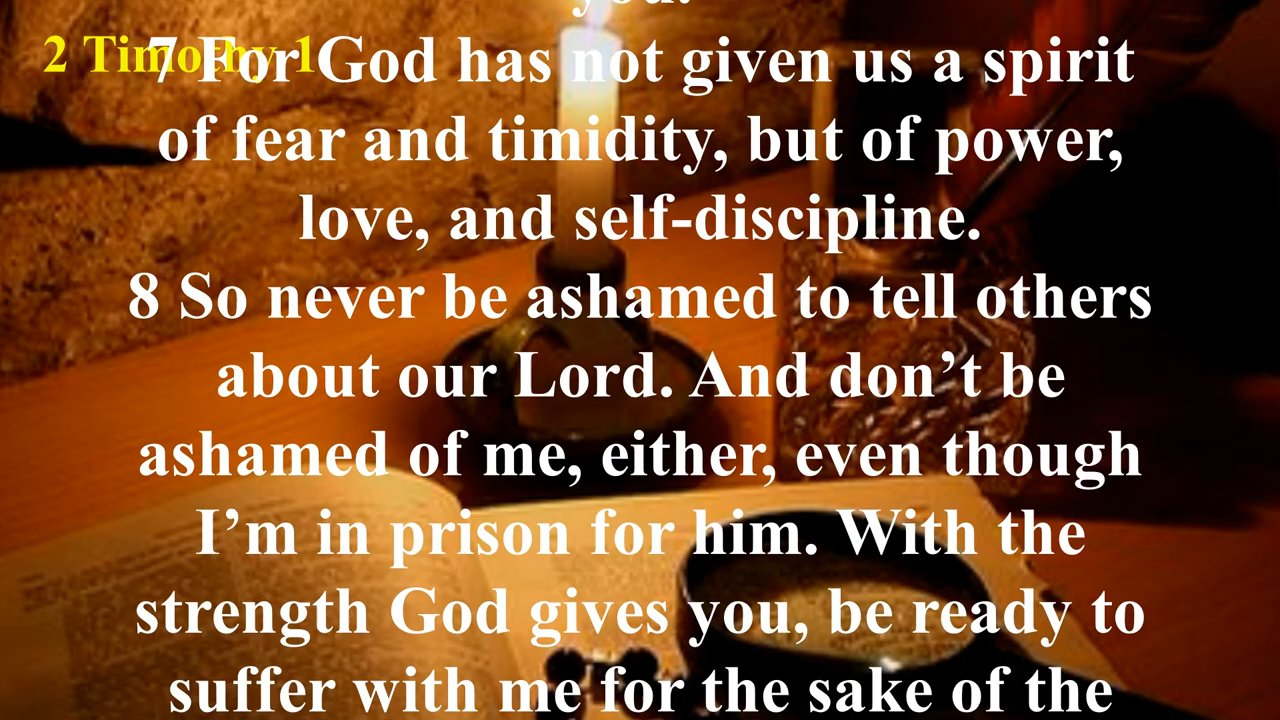 you.
2 Timothy 1
7 For God has not given us a spirit
of fear and timidity, but of power,
love, and self-discipline.
8 So never be ashamed to tell others
about our Lord. And don’t be
ashamed of me, either, even though
I’m in prison for him. With the
strength God gives you, be ready to
suffer with me for the sake of the